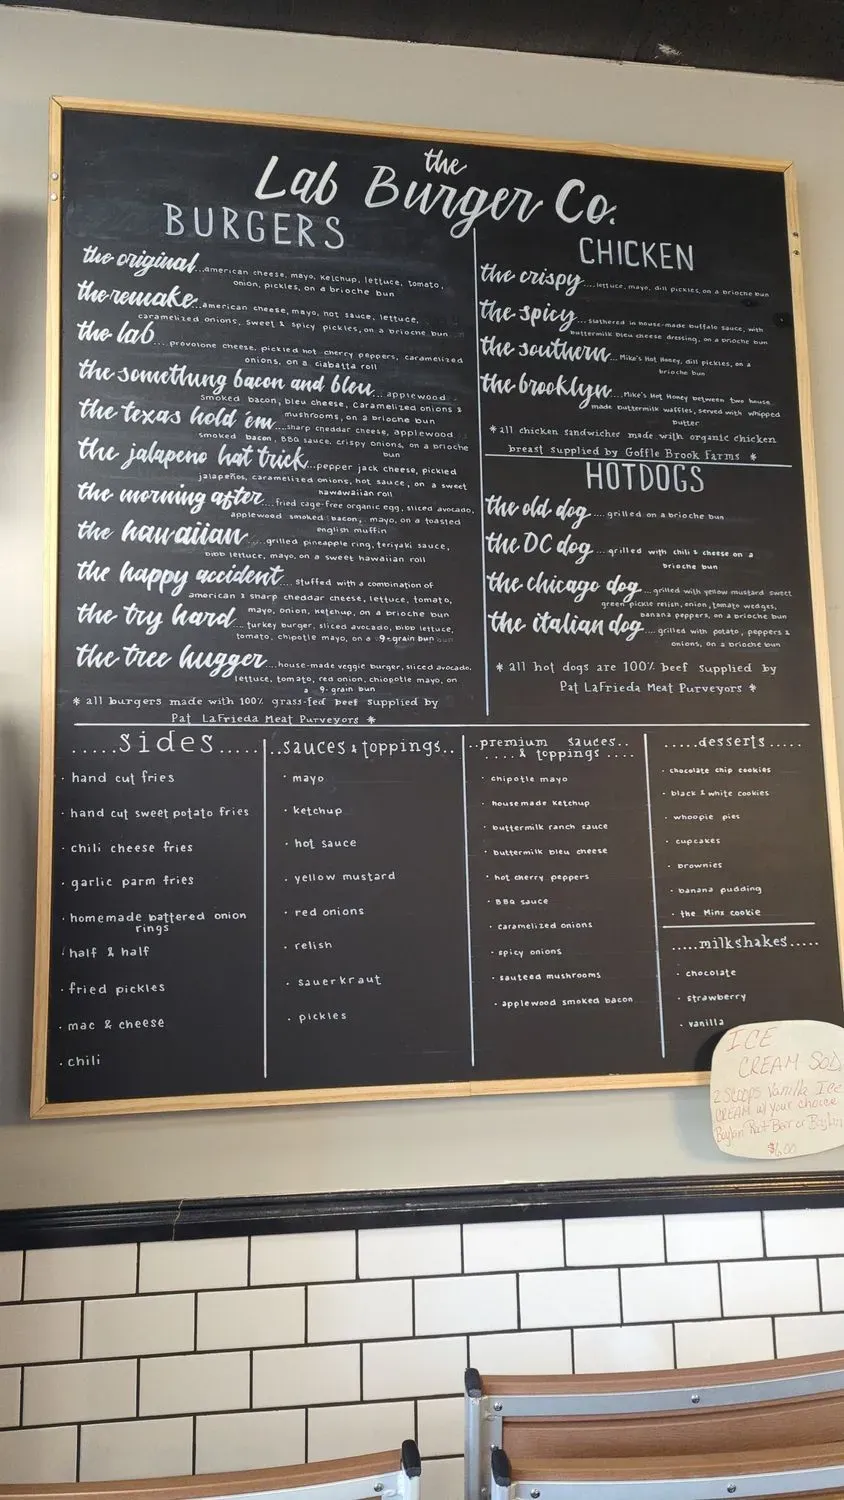 the
Lab Burger Co.
BURGERS
the original...american cheese, mayo, ketchup, lettuce, tomato,
onion, pickles, on a brioche bun
the remake...american cheese, mayo, hot sauce, lettuce,
caramelized onions, sweet & spicy pickles, on a brioche bun
the lab....provolone cheese, pickled hot cherry peppers, caramelized
onions, on a ciabatta roll
the something bacon and bleu...applewood
smoked bacon, bleu cheese, caramelized onions &
mushrooms, on a brioche bun
the texas hold 'em...sharp cheddar cheese, applewood
smoked bacon, BBQ sauce, crispy onions, on a brioche
bun
the jalapeno hat trick...pepper jack cheese, pickled
jalapeños, caramelized onions, hot sauce, on a sweet
hawawaiian roll
the morning after....fried cage-free organic egg, sliced avocado,
applewood smoked bacon, mayo, on a toasted
english muffin
the hawaiian....grilled pineapple ring, teriyaki sauce,
bibb lettuce, mayo, on a sweet hawaiian roll
the happy accident....stuffed with a combination of
american & sharp cheddar cheese, lettuce, tomato,
mayo, onion, ketchup, on a brioche bun
the try hard....turkey burger, sliced avocado, bibb lettuce,
tomato, chipotle mayo, on a 9-grain bun
the tree hugger...house-made veggie burger, sliced avocado,
lettuce, tomato, red onion, chiopotle mayo, on
a 9-grain bun
* all burgers made with 100% grass-fed beef supplied by
Pat LaFrieda Meat Purveyors *
CHICKEN
the crispy....lettuce, mayo, dill pickles, on a brioche bun
the spicy....slathered in house-made buffalo sauce, with
buttermilk bleu cheese dressing, on a brioche bun
the southern...Mike's Hot Honey, dill pickles, on a
brioche bun
the brooklyn...Mike's Hot Honey between two house
made buttermilk waffles, served with whipped
butter
* all chicken sandwiches made with organic chicken
breast supplied by Goffle Brook Farms *
HOTDOGS
the old dog....grilled on a brioche bun
the DC dog....grilled with chili & cheese on a
brioche bun
the chicago dog....grilled with yellow mustard sweet
green pickle relish, onion, tomato wedges,
banana peppers, on a brioche bun
the italian dog....grilled with potato, peppers &
onions, on a brioche bun
* all hot dogs are 100% beef supplied by
Pat LaFrieda Meat Purveyors *
.....sides.....
· hand cut fries
· hand cut sweet potato fries
· chili cheese fries
· garlic parm fries
· homemade battered onion
rings
· half & half
· fried pickles
· mac & cheese
· chili
..sauces & toppings..
· mayo
· ketchup
· hot sauce
· yellow mustard
· red onions
· relish
· sauerkraut
· pickles
..premium sauces..
....& toppings ....
· chipotle mayo
· housemade ketchup
· buttermilk ranch sauce
· buttermilk bleu cheese
· hot cherry peppers
· BBQ sauce
· caramelized onions
· spicy onions
· sauteed mushrooms
· applewood smoked bacon
.....desserts.....
· chocolate chip cookies
· black & white cookies
· whoopie pies
· cupcakes
· brownies
· banana pudding
· the Minx cookie
.....milkshakes.....
· chocolate
· strawberry
· vanilla
ICE
CREAM SOD
2 Scoops Vanilla Ice
CREAM w/ your choice
Root Beer or
$6.00